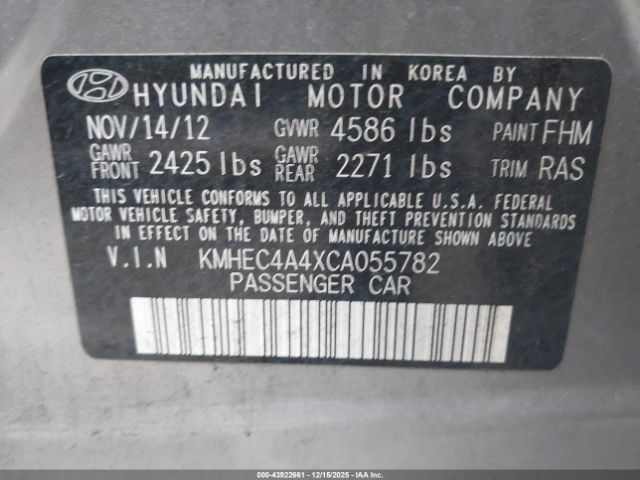 MANUFACTURED IN KOREA BY
HYUNDAI MOTOR COMPANY
NOV/14/12 GVWR 4586 lbs PAINT FHM
GAWR FRONT 2425 lbs GAWR REAR 2271 lbs TRIM RAS
THIS VEHICLE CONFORMS TO ALL APPLICABLE U.S.A. FEDERAL
MOTOR VEHICLE SAFETY, BUMPER, AND THEFT PREVENTION STANDARDS
IN EFFECT ON THE DATE OF MANUFACTURE SHOWN ABOVE
V.I.N KMHEC4A4XCA055782
PASSENGER CAR
000-43922661 - 12/15/2025 - IAAI.COM